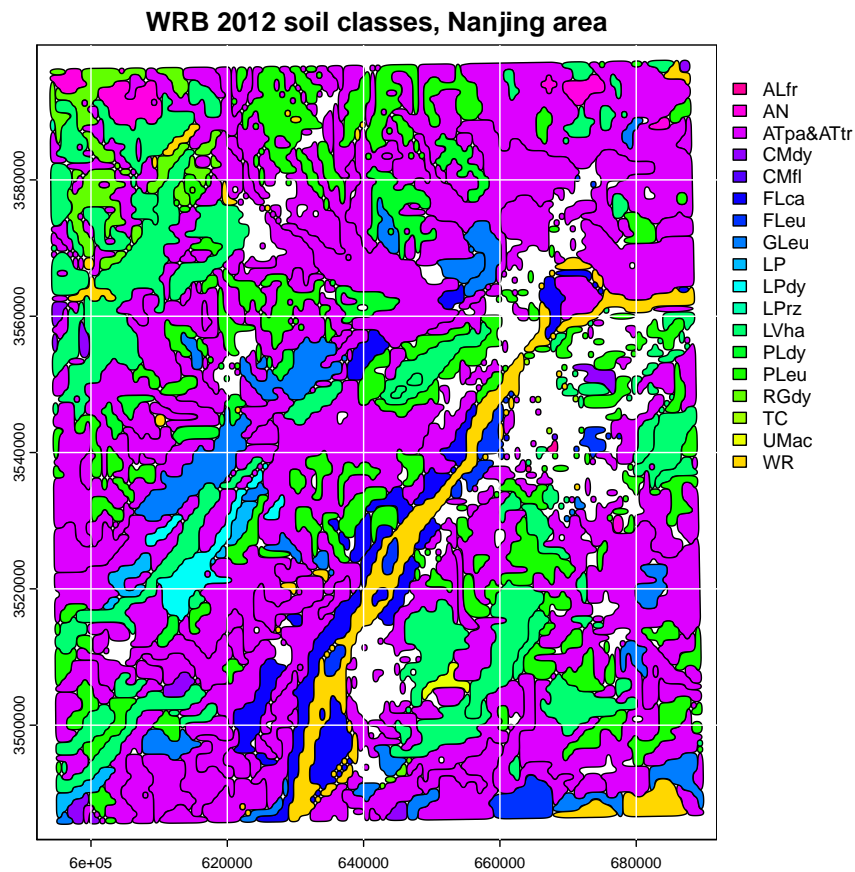 WRB 2012 soil classes, Nanjing area
3580000
3560000
3540000
3520000
3500000
6e+05
620000
640000
660000
680000
ALfr
AN
ATpa&ATtr
CMdy
CMfl
FLca
FLeu
GLeu
LP
LPdy
LPrz
LVha
PLdy
PLeu
RGdy
TC
UMac
WR